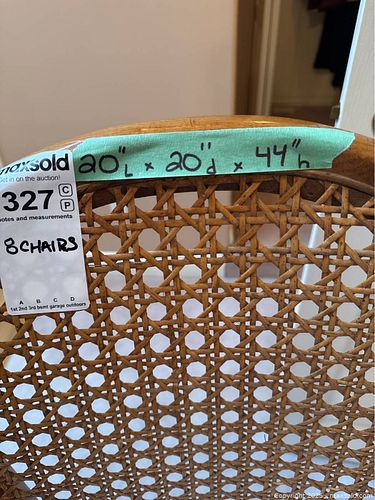 maxsold
Get in on the auction!
327 C P
notes and measurements
8 CHAIRS
A B C D
1st 2nd 3rd bsmt garage outdoors
20"L x 20"d x 44"h
Copyright 2025 - maxsold.com